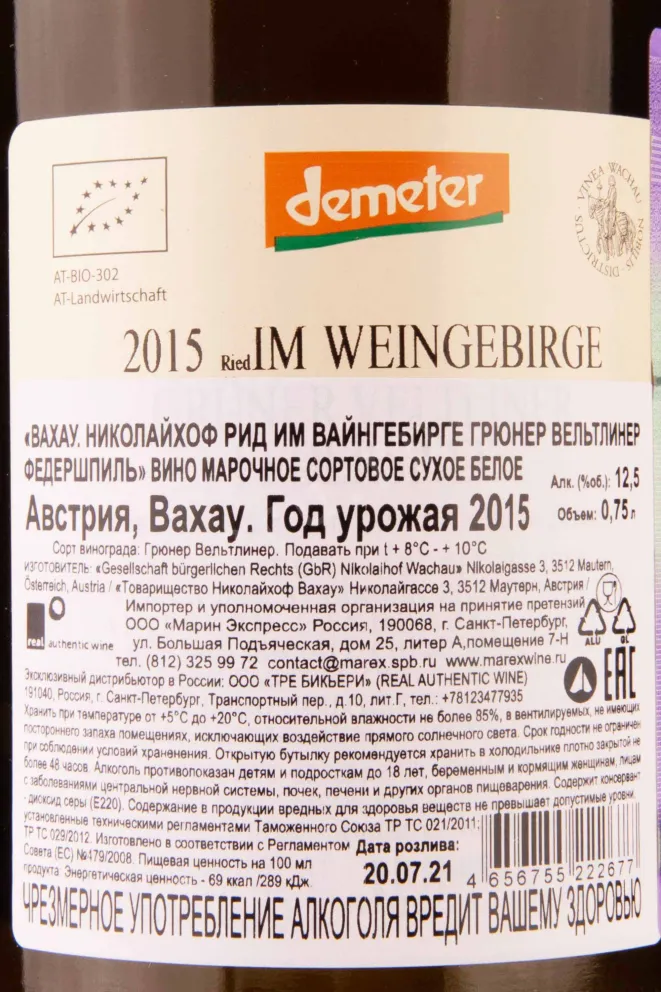 demeter
VINEA WACHAU NOBILIS DISTRICTUS
AT-BIO-302
AT-Landwirtschaft
2015 Ried IM WEINGEBIRGE
«ВАХАУ. НИКОЛАЙХОФ РИД ИМ ВАЙНГЕБИРГЕ ГРЮНЕР ВЕЛЬТЛИНЕР
ФЕДЕРШПИЛЬ» ВИНО МАРОЧНОЕ СОРТОВОЕ СУХОЕ БЕЛОЕ
Алк. (%об.): 12,5
Австрия, Вахау. Год урожая 2015
Объем: 0,75 л
Сорт винограда: Грюнер Вельтлинер. Подавать при t + 8°C - + 10°C
ИЗГОТОВИТЕЛЬ: «Gesellschaft bürgerlichen Rechts (GbR) Nikolaihof Wachau» Nikolaigasse 3, 3512 Mautern,
Österreich, Austria / «Товарищество Николайхоф Вахау» Николайгассе 3, 3512 Маутерн, Австрия /
Импортер и уполномоченная организация на принятие претензий
ООО «Марин Экспресс» Россия, 190068, г. Санкт-Петербург,
real authentic wine
ул. Большая Подъяческая, дом 25, литер А,помещение 7-Н
ALU
GL
тел. (812) 325 99 72 contact@marex.spb.ru www.marexwine.ru
EAC
Эксклюзивный дистрибьютор в России: ООО «ТРЕ БИКЬЕРИ» (REAL AUTHENTIC WINE)
191040, Россия, г. Санкт-Петербург, Транспортный пер., д.10, лит.Г, тел.: +78123477935
Хранить при температуре от +5°C до +20°C, относительной влажности не более 85%, в вентилируемых, не имеющих
постороннего запаха помещениях, исключающих воздействие прямого солнечного света. Срок годности не ограничен
при соблюдении условий хранения. Открытую бутылку рекомендуется хранить в холодильнике плотно закрытой не
более 48 часов. Алкоголь противопоказан детям и подросткам до 18 лет, беременным и кормящим женщинам, лицам
с заболеваниями центральной нервной системы, почек, печени и других органов пищеварения. Содержит консервант
- диоксид серы (Е220). Содержание в продукции вредных для здоровья веществ не превышает допустимые уровни,
установленные техническими регламентами Таможенного Союза ТР ТС 021/2011;
ТР ТС 029/2012. Изготовлено в соответствии с Регламентом
Совета (ЕС) №479/2008. Пищевая ценность на 100 мл
продукта Энергетическая ценность - 69 ккал /289 кДж.
Дата розлива:
20.07.21
4 656755 222677
ЧРЕЗМЕРНОЕ УПОТРЕБЛЕНИЕ АЛКОГОЛЯ ВРЕДИТ ВАШЕМУ ЗДОРОВЬЮ